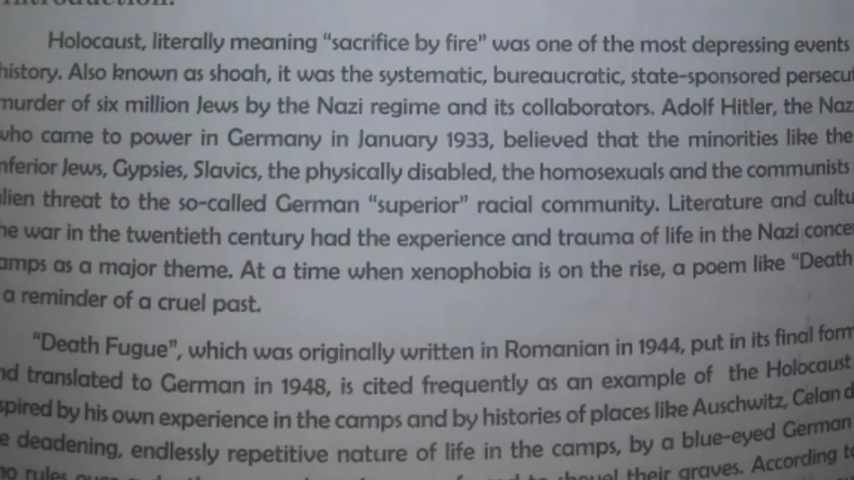 Holocaust, literally meaning “sacrifice by fire” was one of the most depressing events
history. Also known as shoah, it was the systematic, bureaucratic, state-sponsored persecu
murder of six million Jews by the Nazi regime and its collaborators. Adolf Hitler, the Naz
who came to power in Germany in January 1933, believed that the minorities like the
nferior Jews, Gypsies, Slavics, the physically disabled, the homosexuals and the communists
lien threat to the so-called German “superior” racial community. Literature and cultu
he war in the twentieth century had the experience and trauma of life in the Nazi conce
amps as a major theme. At a time when xenophobia is on the rise, a poem like “Death
a reminder of a cruel past.
“Death Fugue”, which was originally written in Romanian in 1944, put in its final form
nd translated to German in 1948, is cited frequently as an example of the Holocaust
spired by his own experience in the camps and by histories of places like Auschwitz, Celan d
e deadening, endlessly repetitive nature of life in the camps, by a blue-eyed German
shovel their graves. According to